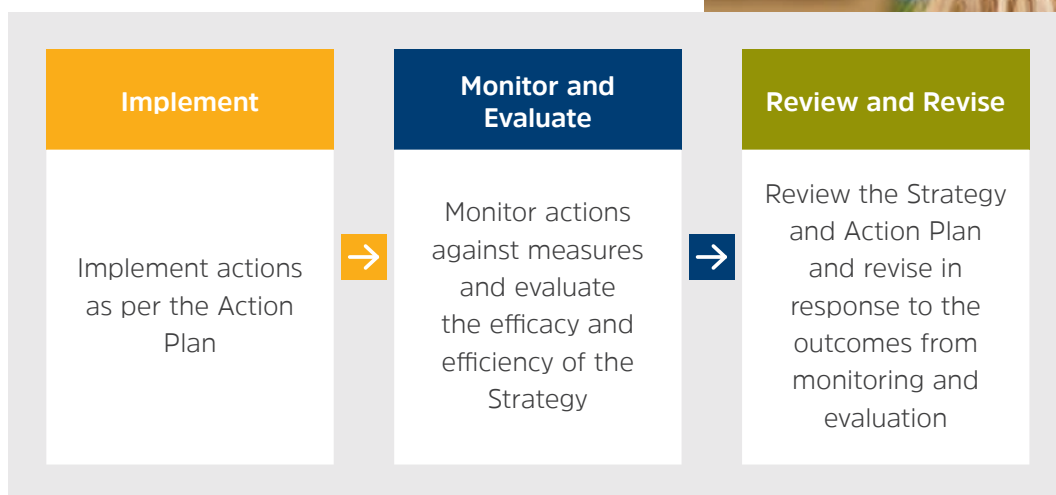 Implement
Implement actions
as per the Action
Plan
Monitor and
Evaluate
Monitor actions
against measures
and evaluate
the efficacy and
efficiency of the
Strategy
Review and Revise
Review the Strategy
and Action Plan
and revise in
response to the
outcomes from
monitoring and
evaluation